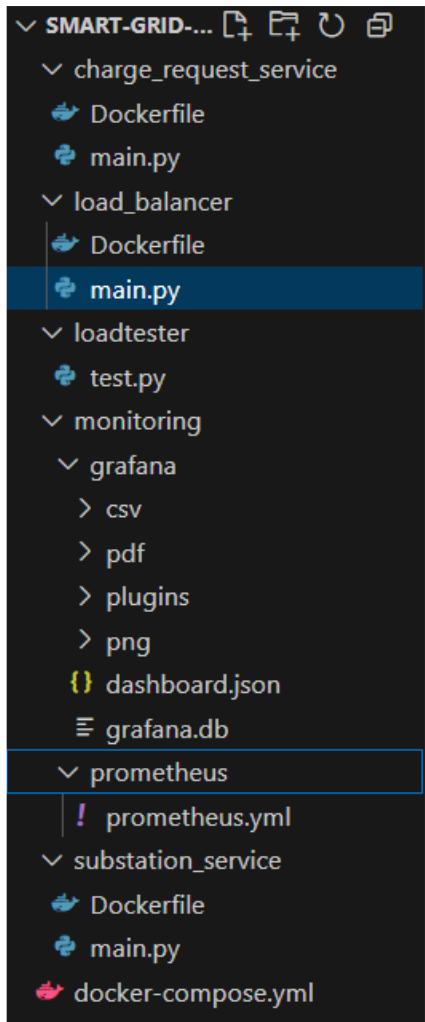 SMART-GRID-...
charge_request_service
Dockerfile
main.py
load_balancer
Dockerfile
main.py
loadtester
test.py
monitoring
grafana
csv
pdf
plugins
png
{} dashboard.json
grafana.db
prometheus
! prometheus.yml
substation_service
Dockerfile
main.py
docker-compose.yml